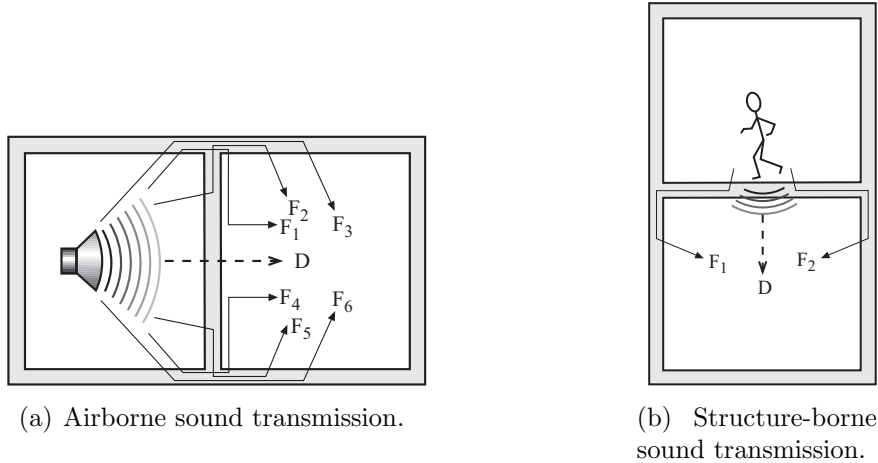 F₂
F₁
F₃
D
F₄
F₆
F₅
(a) Airborne sound transmission.
F₁
F₂
D
(b) Structure-borne
sound transmission.